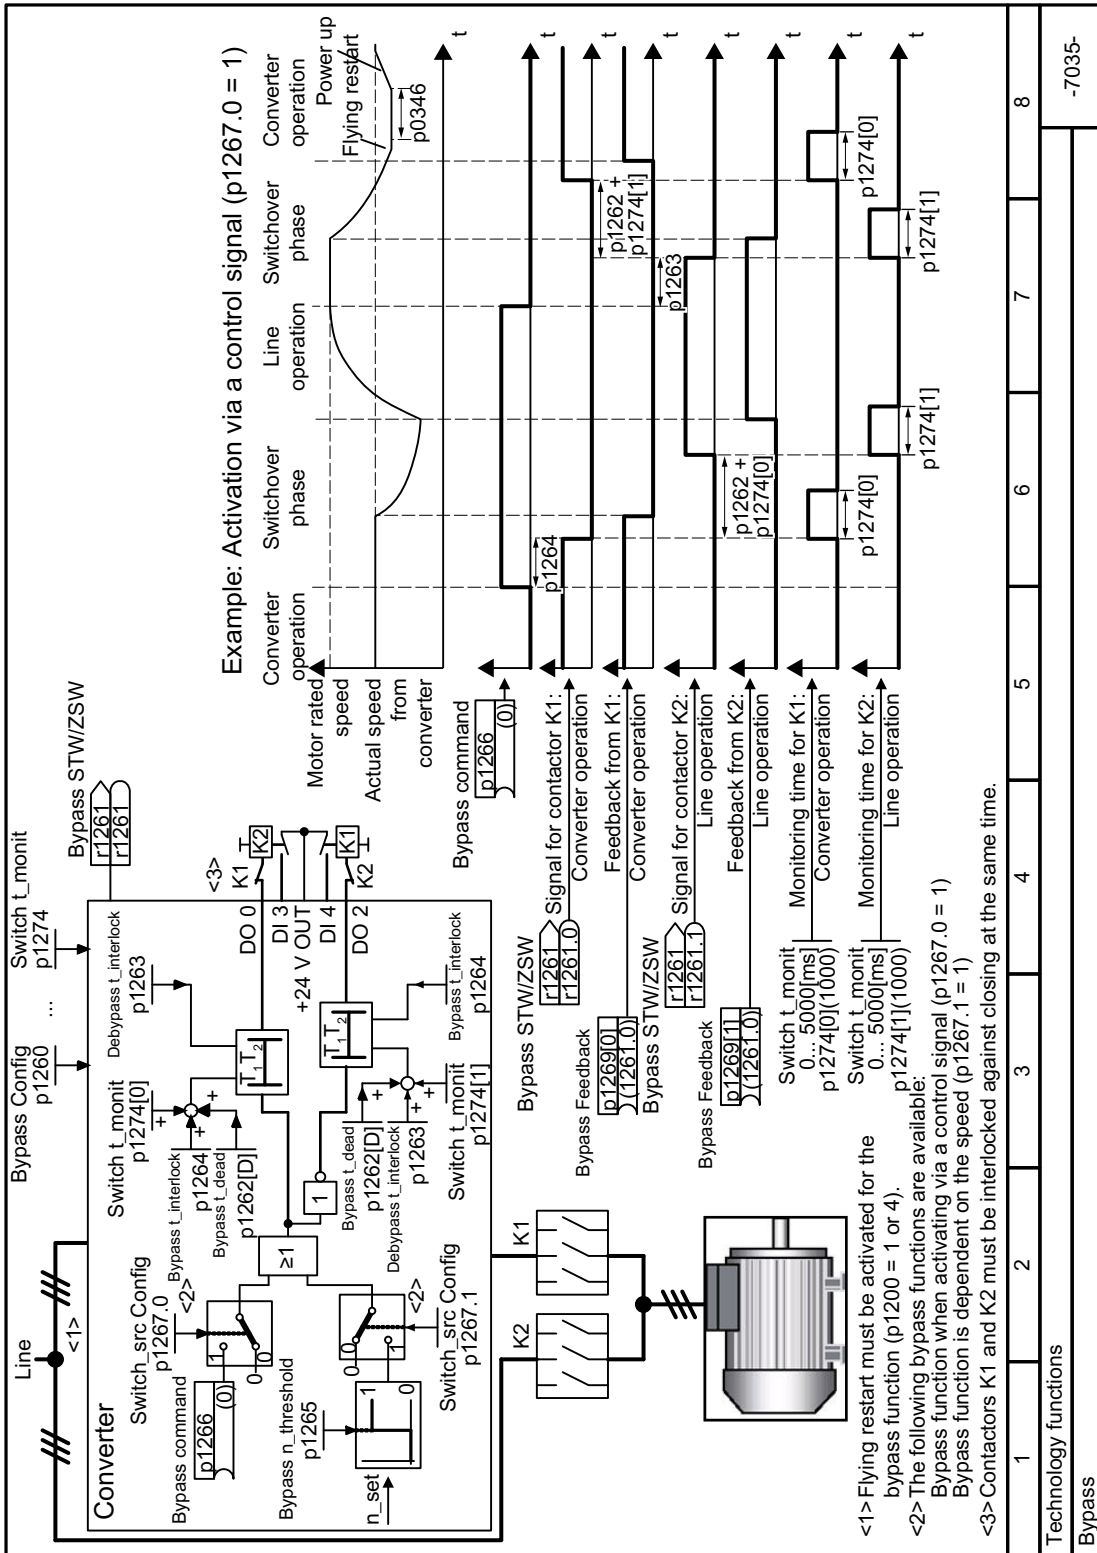 Line
<1>
Bypass Config
p1260
...
Switch t_monit
p1274
Bypass STW/ZSW
r1261
r1261
Converter
Switch_src Config
p1267.0
<2>
Bypass command
p1266
(0)
1
0
0
Bypass n_threshold
p1265
n_set
1
0
0
0
1
Switch_src Config
p1267.1
<2>
≥1
1
Switch t_monit
p1274[0]
+
+
+
Bypass t_interlock
p1264
Bypass t_dead
p1262[D]
Debypass t_interlock
p1263
T1 T2
T1 T2
Bypass t_dead
p1262[D]
Debypass t_interlock
p1263
+
+
+
Switch t_monit
p1274[1]
Bypass t_interlock
p1264
DO 0
DI 3
+24 V OUT
DI 4
DO 2
<3>
K1
K2
K1
K2
K2
K1
Example: Activation via a control signal (p1267.0 = 1)
Converter operation
Switchover phase
Line operation
Switchover phase
Converter operation
Motor rated speed
Actual speed from converter
Flying restart
Power up
p0346
t
Bypass command
p1266
(0)
t
p1264
Bypass STW/ZSW
r1261
r1261.0
Signal for contactor K1:
Converter operation
t
p1262 +
p1274[1]
Bypass Feedback
p1269[0]
(1261.0)
Feedback from K1:
Converter operation
t
p1263
Bypass STW/ZSW
r1261
r1261.1
Signal for contactor K2:
Line operation
t
p1262 +
p1274[0]
Bypass Feedback
p1269[1]
(1261.0)
Feedback from K2:
Line operation
t
Switch t_monit
0... 5000[ms]
p1274[0](1000)
Monitoring time for K1:
Converter operation
t
p1274[0]
p1274[0]
Switch t_monit
0... 5000[ms]
p1274[1](1000)
Monitoring time for K2:
Line operation
t
p1274[1]
p1274[1]
<1> Flying restart must be activated for the
bypass function (p1200 = 1 or 4).
<2> The following bypass functions are available:
Bypass function when activating via a control signal (p1267.0 = 1)
Bypass function is dependent on the speed (p1267.1 = 1)
<3> Contactors K1 and K2 must be interlocked against closing at the same time.
1 2 3 4 5 6 7 8
Technology functions
Bypass
-7035-